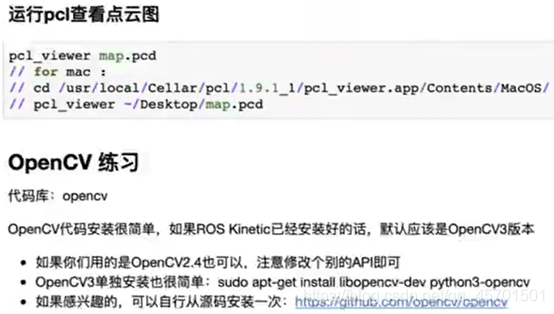 运行pcl查看点云图
pcl_viewer map.pcd
// for mac :
// cd /usr/local/Cellar/pcl/1.9.1_1/pcl_viewer.app/Contents/MacOS/
// pcl_viewer ~/Desktop/map.pcd
OpenCV 练习
代码库：opencv
OpenCV代码安装很简单，如果ROS Kinetic已经安装好的话，默认应该是OpenCV3版本
如果你们用的是OpenCV2.4也可以，注意修改个别的API即可
OpenCV3单独安装也很简单：sudo apt-get install libopencv-dev python3-opencv
如果感兴趣的，可以自行从源码安装一次：https://github.com/opencv/opencv